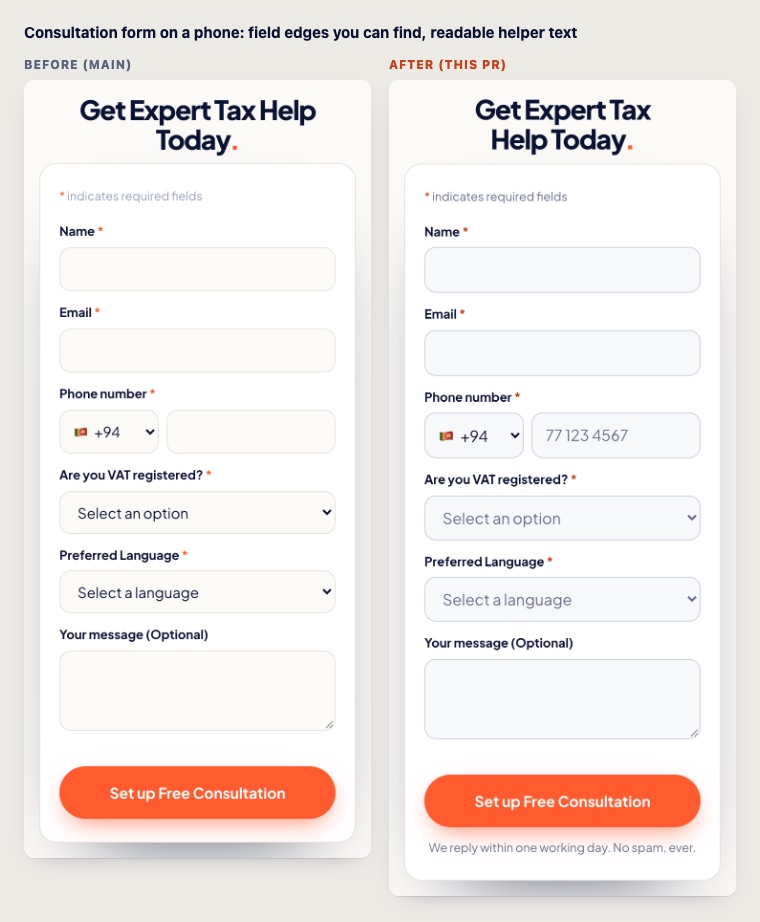 Consultation form on a phone: field edges you can find, readable helper text
BEFORE (MAIN)
Get Expert Tax Help
Today.
* indicates required fields
Name *
Email *
Phone number *
+94
Are you VAT registered? *
Select an option
Preferred Language *
Select a language
Your message (Optional)
Set up Free Consultation
AFTER (THIS PR)
Get Expert Tax
Help Today.
* indicates required fields
Name *
Email *
Phone number *
+94
77 123 4567
Are you VAT registered? *
Select an option
Preferred Language *
Select a language
Your message (Optional)
Set up Free Consultation
We reply within one working day. No spam, ever.